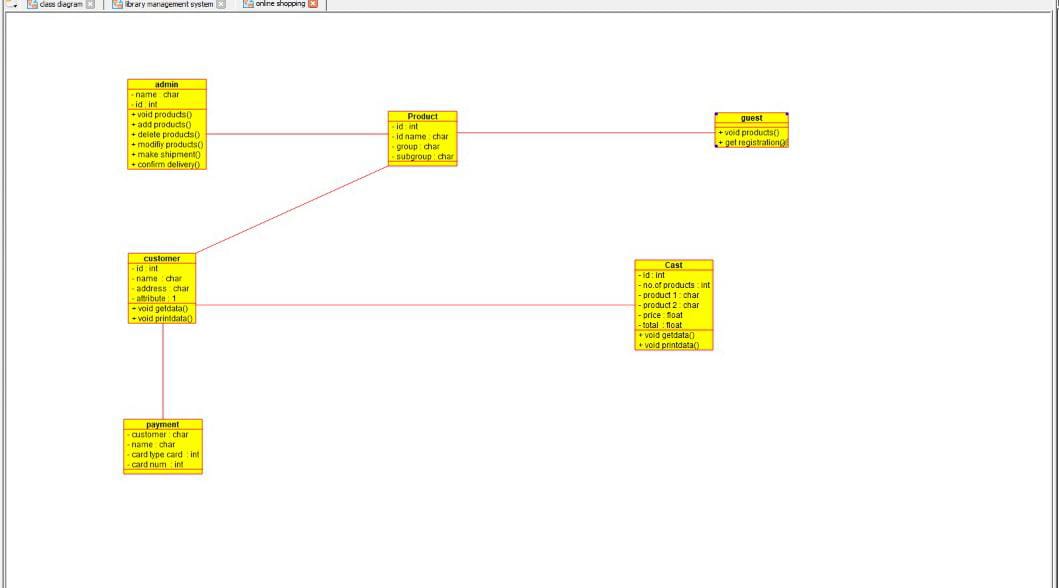 class diagram
library management system
online shopping
admin
- name : char
- id : int
+ void products()
+ add products()
+ delete products()
+ modifiy products()
+ make shipment()
+ confirm delivery()
Product
- id : int
- id name : char
- group : char
- subgroup : char
guest
+ void products()
+ get registration()
customer
- id : int
- name : char
- address : char
- attribute : 1
+ void getdata()
+ void printdata()
Cast
- id : int
- no.of products : int
- product 1 : char
- product 2 : char
- price : float
- total : float
+ void getdata()
+ void printdata()
payment
- customer : char
- name : char
- card type card : int
- card num : int